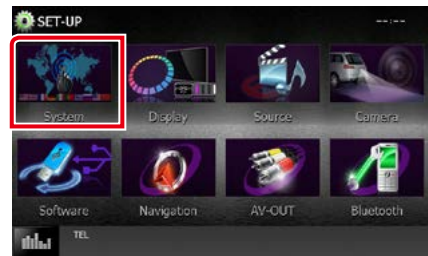 SET-UP
--:--
System
Display
Source
Camera
Software
Navigation
AV-OUT
Bluetooth
TEL